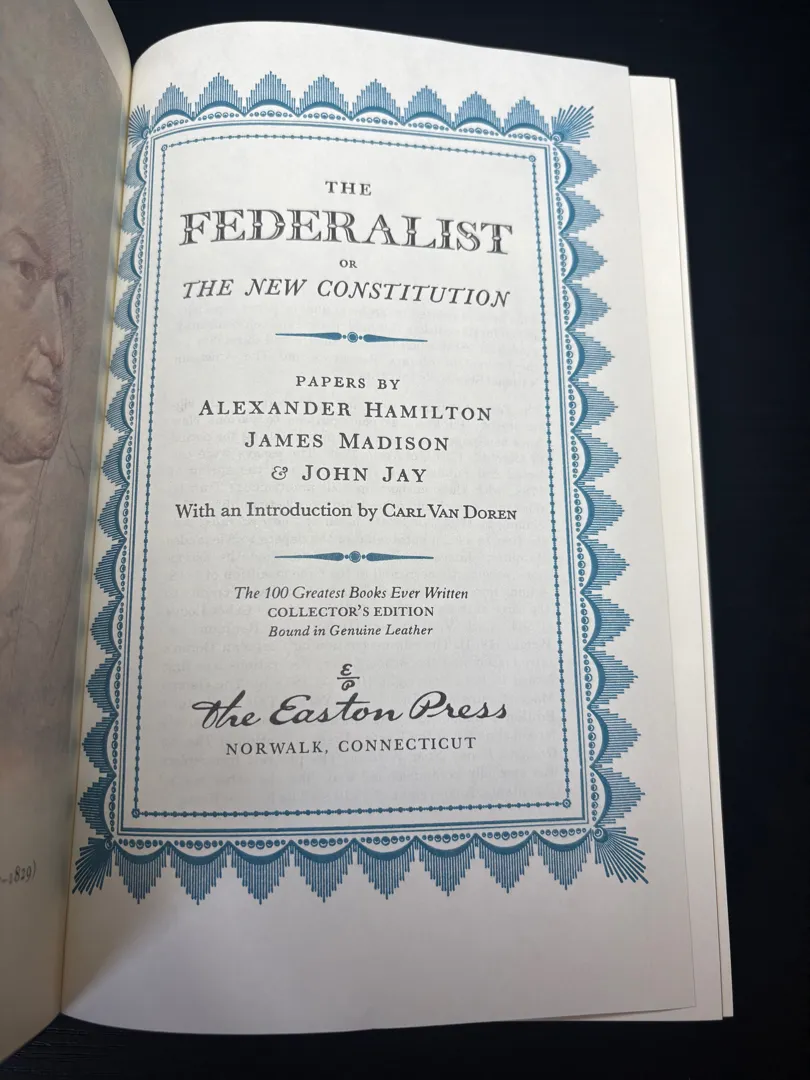 THE
FEDERALIST
OR
THE NEW CONSTITUTION
PAPERS BY
ALEXANDER HAMILTON
JAMES MADISON
& JOHN JAY
With an Introduction by CARL VAN DOREN
The 100 Greatest Books Ever Written
COLLECTOR'S EDITION
Bound in Genuine Leather
E
P
The Easton Press
NORWALK, CONNECTICUT
–1829)